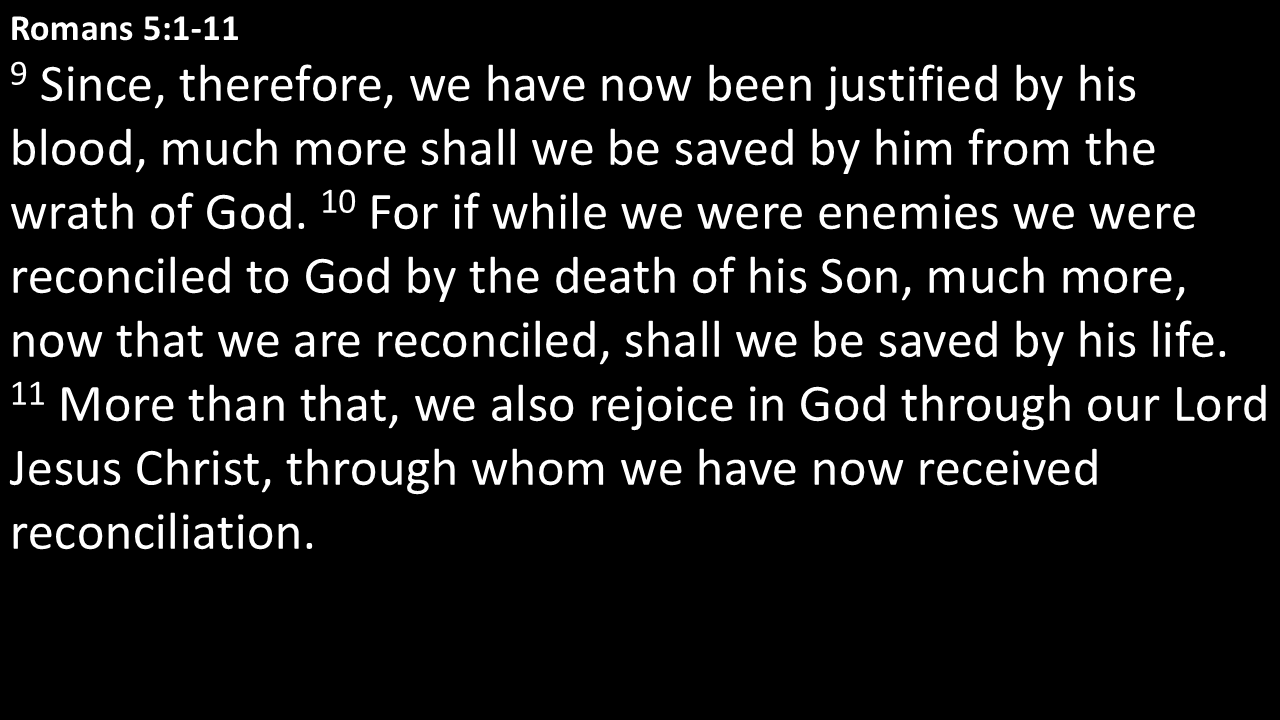 Romans 5:1-11
9 Since, therefore, we have now been justified by his
blood, much more shall we be saved by him from the
wrath of God. 10 For if while we were enemies we were
reconciled to God by the death of his Son, much more,
now that we are reconciled, shall we be saved by his life.
11 More than that, we also rejoice in God through our Lord
Jesus Christ, through whom we have now received
reconciliation.